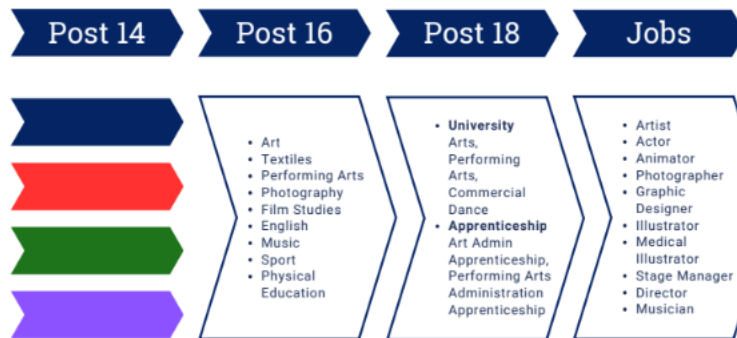 Post 14
Post 16
Post 18
Jobs
• Art
• Textiles
• Performing Arts
• Photography
• Film Studies
• English
• Music
• Sport
• Physical
Education
• University
Arts,
Performing
Arts,
Commercial
Dance
• Apprenticeship
Art Admin
Apprenticeship,
Performing Arts
Administration
Apprenticeship
• Artist
• Actor
• Animator
• Photographer
• Graphic
Designer
• Illustrator
• Medical
Illustrator
• Stage Manager
• Director
• Musician